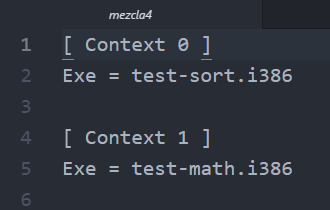 mezcla4
1 [ Context 0 ]
2 Exe = test-sort.i386
3
4 [ Context 1 ]
5 Exe = test-math.i386
6